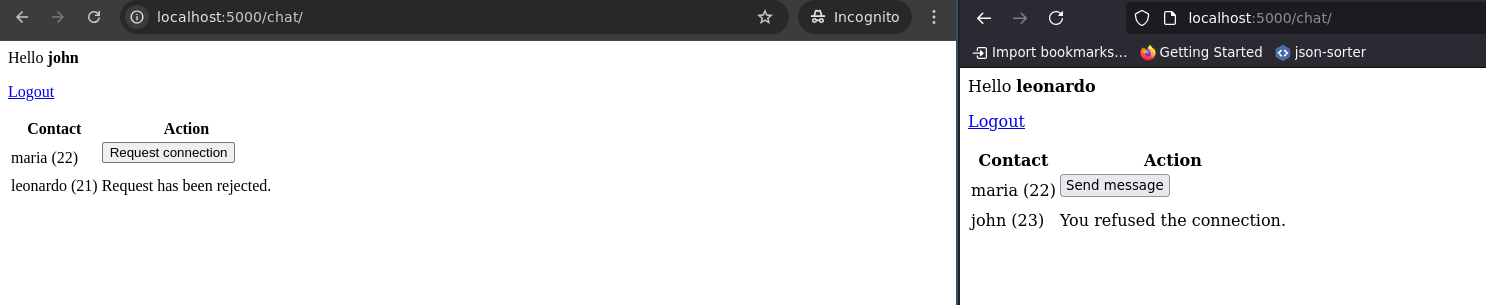 localhost:5000/chat/
Incognito
Hello john
Logout
Contact Action
maria (22) Request connection
leonardo (21) Request has been rejected.
localhost:5000/chat/
Import bookmarks... Getting Started json-sorter
Hello leonardo
Logout
Contact Action
maria (22) Send message
john (23) You refused the connection.